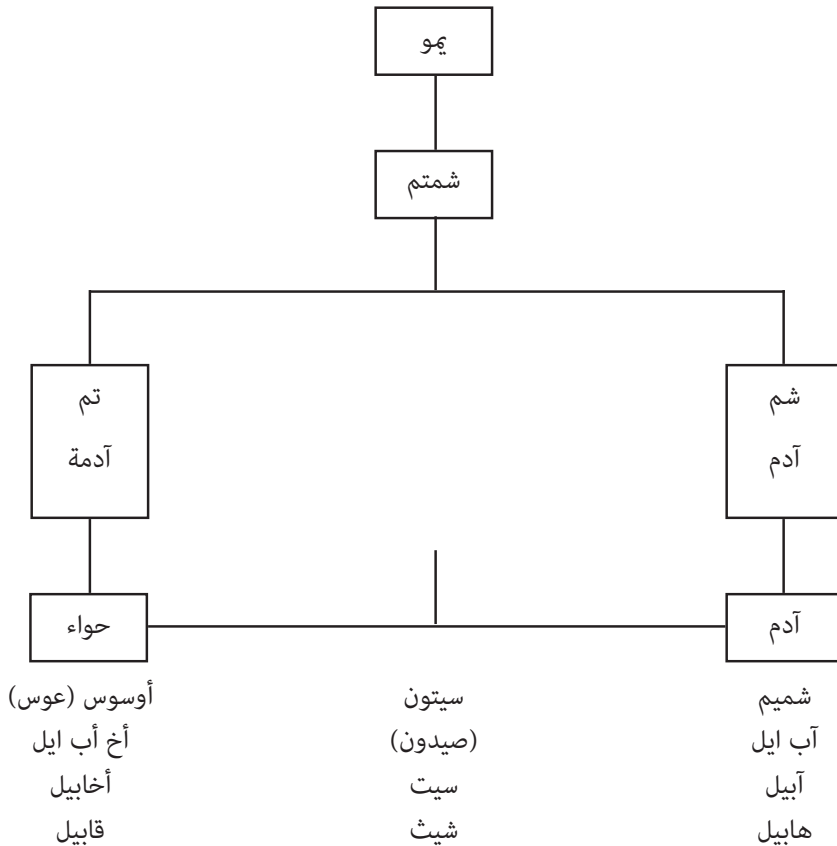 يمو
شمتم
شم
آدم
تم
آدمة
آدم
حواء
شميم
سيتون
أوسوس (عوس)
آب ايل
(صيدون)
أخ أب ايل
آبيل
سيت
أخابيل
هابيل
شيث
قابيل